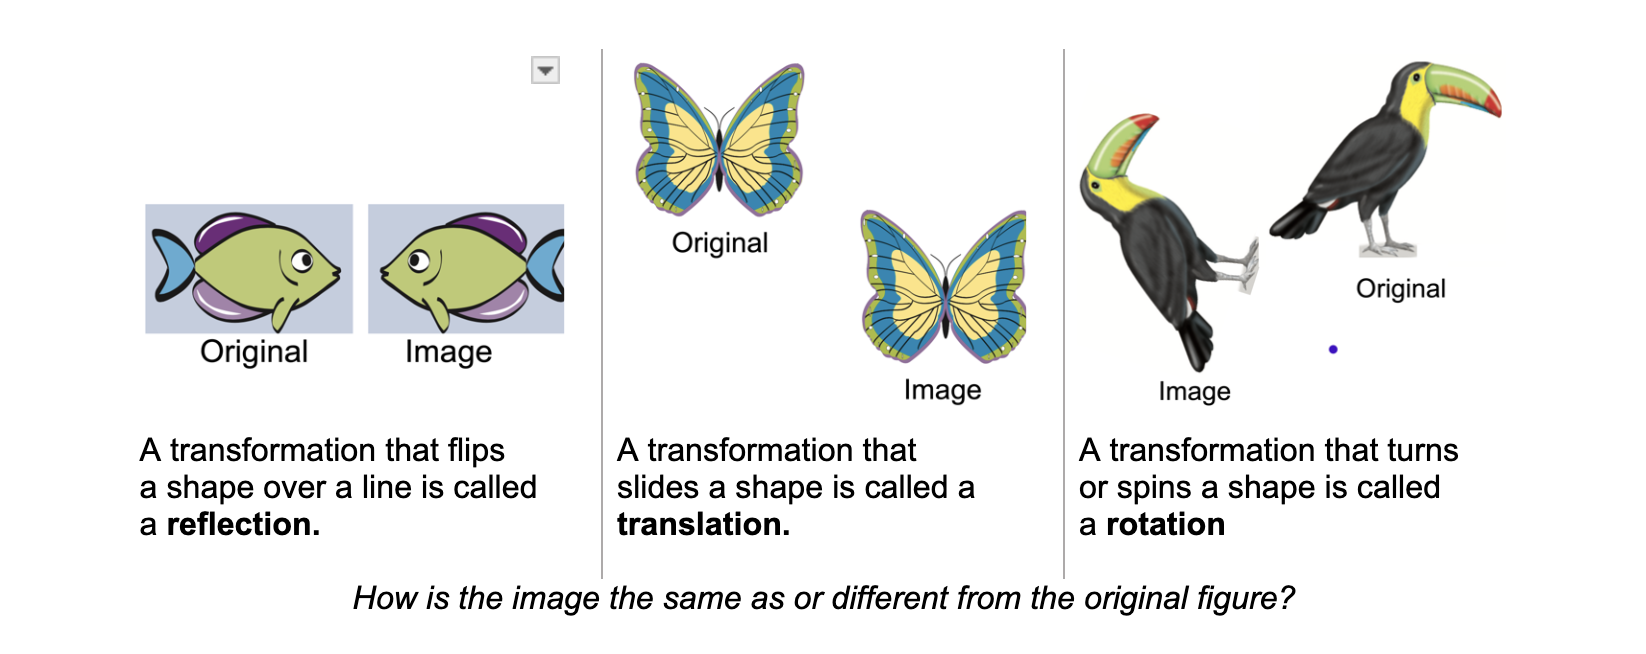 Original
Image
A transformation that flips
a shape over a line is called
a reflection.
Original
Image
A transformation that
slides a shape is called a
translation.
Original
Image
A transformation that turns
or spins a shape is called
a rotation
How is the image the same as or different from the original figure?